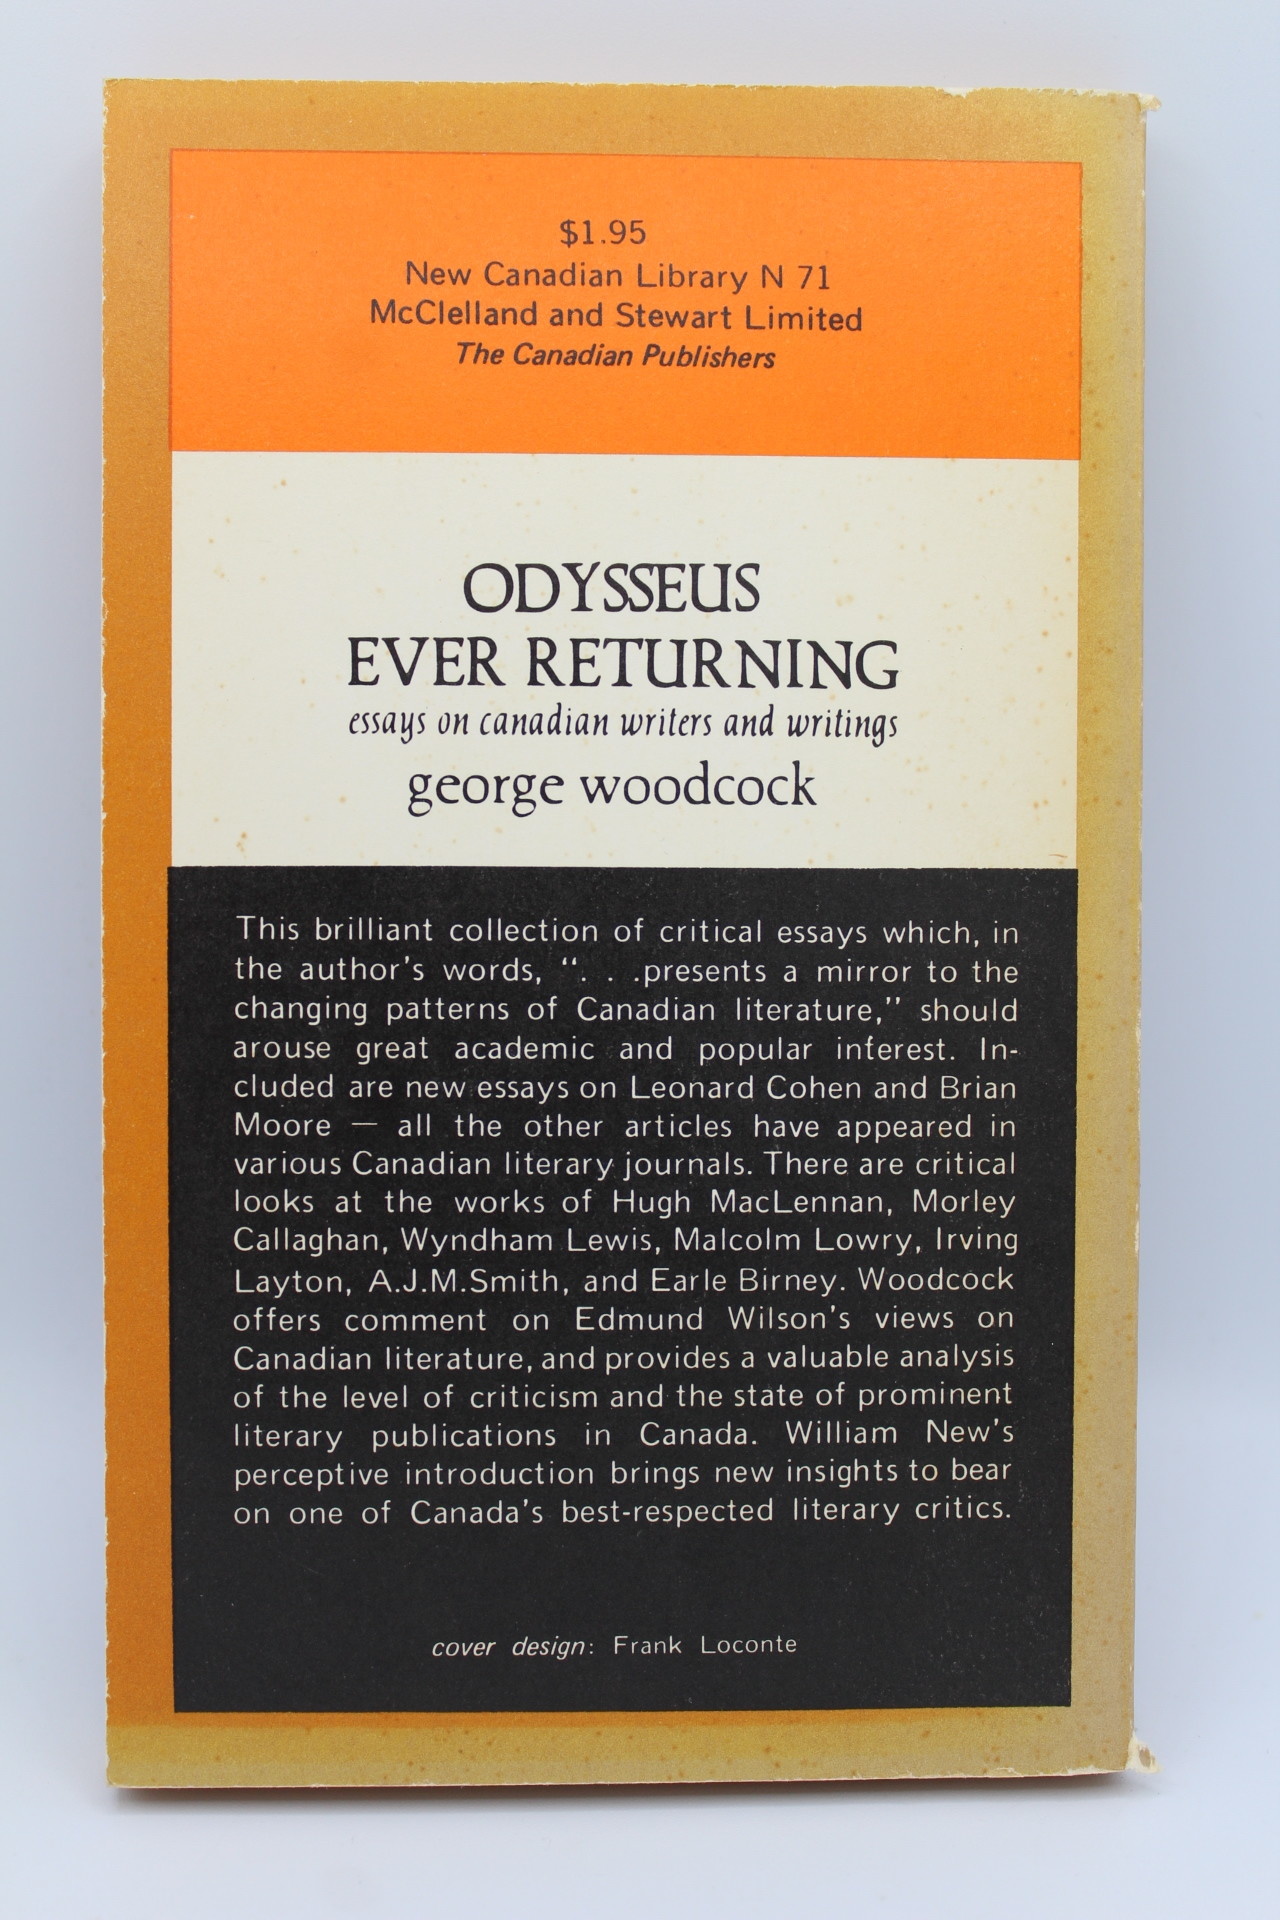 $1.95
New Canadian Library N 71
McClelland and Stewart Limited
The Canadian Publishers
ODYSSEUS
EVER RETURNING
essays on canadian writers and writings
george woodcock
This brilliant collection of critical essays which, in
the author's words, “. . .presents a mirror to the
changing patterns of Canadian literature,” should
arouse great academic and popular interest. In-
cluded are new essays on Leonard Cohen and Brian
Moore — all the other articles have appeared in
various Canadian literary journals. There are critical
looks at the works of Hugh MacLennan, Morley
Callaghan, Wyndham Lewis, Malcolm Lowry, Irving
Layton, A.J.M.Smith, and Earle Birney. Woodcock
offers comment on Edmund Wilson's views on
Canadian literature, and provides a valuable analysis
of the level of criticism and the state of prominent
literary publications in Canada. William New's
perceptive introduction brings new insights to bear
on one of Canada's best-respected literary critics.
cover design: Frank Loconte